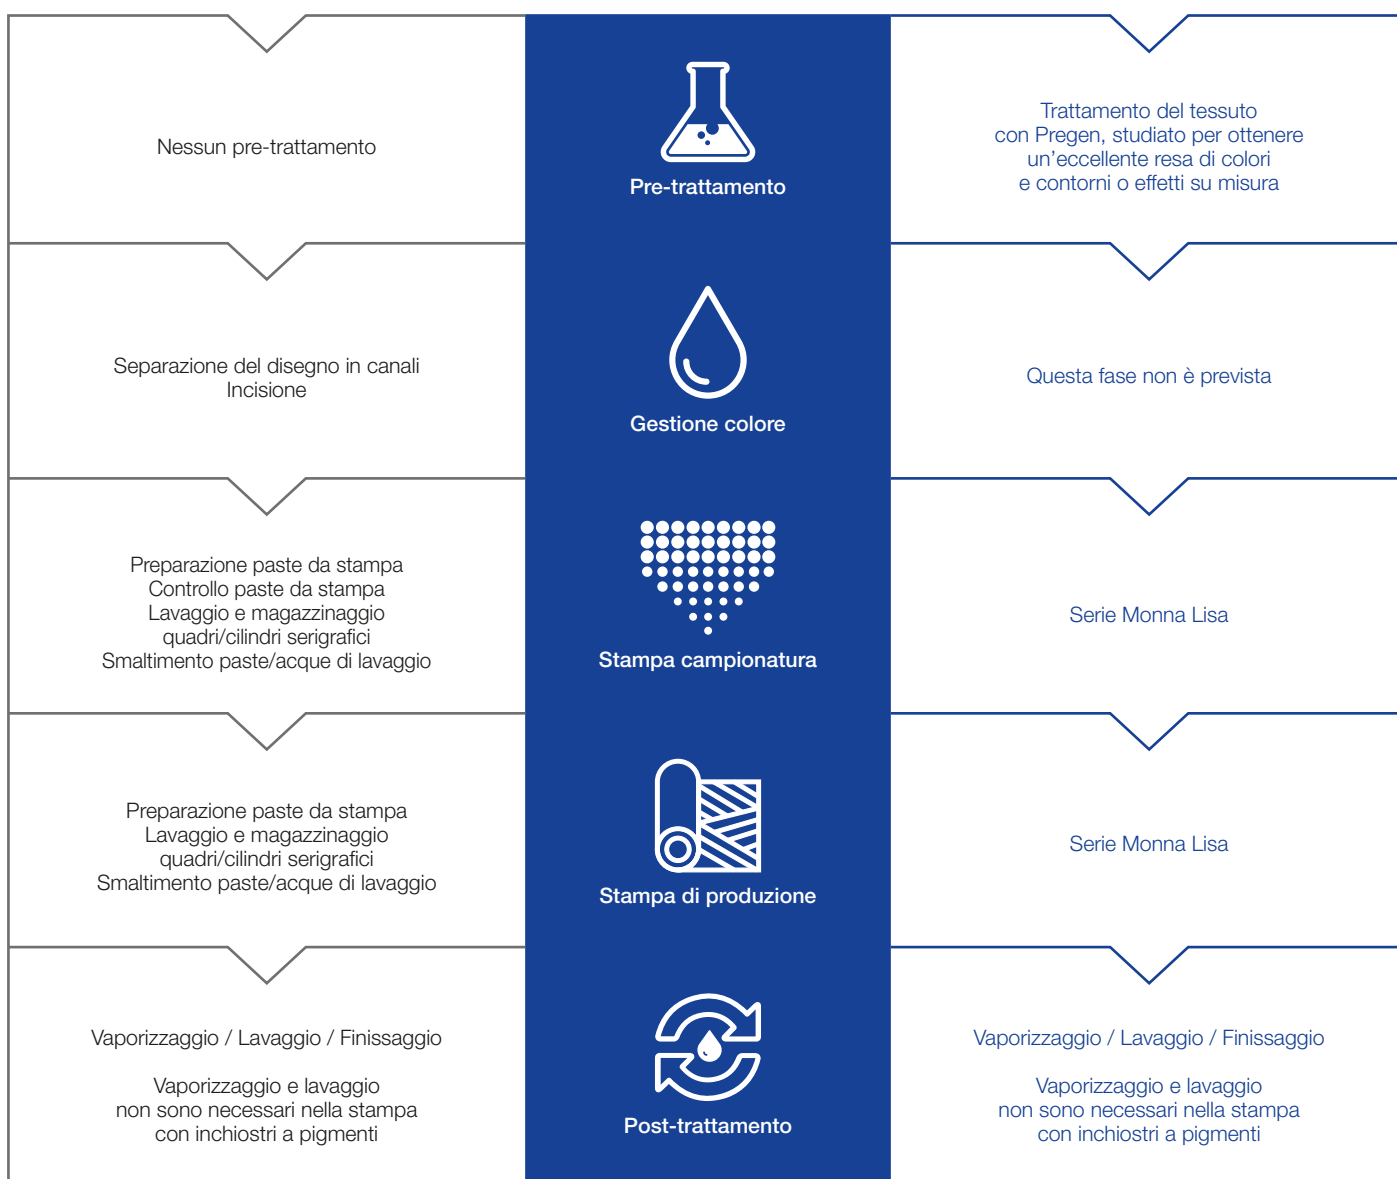 Nessun pre-trattamento
Pre-trattamento
Trattamento del tessuto
con Pregen, studiato per ottenere
un'eccellente resa di colori
e contorni o effetti su misura
Separazione del disegno in canali
Incisione
Gestione colore
Questa fase non è prevista
Preparazione paste da stampa
Controllo paste da stampa
Lavaggio e magazzinaggio
quadri/cilindri serigrafici
Smaltimento paste/acque di lavaggio
Stampa campionatura
Serie Monna Lisa
Preparazione paste da stampa
Lavaggio e magazzinaggio
quadri/cilindri serigrafici
Smaltimento paste/acque di lavaggio
Stampa di produzione
Serie Monna Lisa
Vaporizzaggio / Lavaggio / Finissaggio
Vaporizzaggio e lavaggio
non sono necessari nella stampa
con inchiostri a pigmenti
Post-trattamento
Vaporizzaggio / Lavaggio / Finissaggio
Vaporizzaggio e lavaggio
non sono necessari nella stampa
con inchiostri a pigmenti